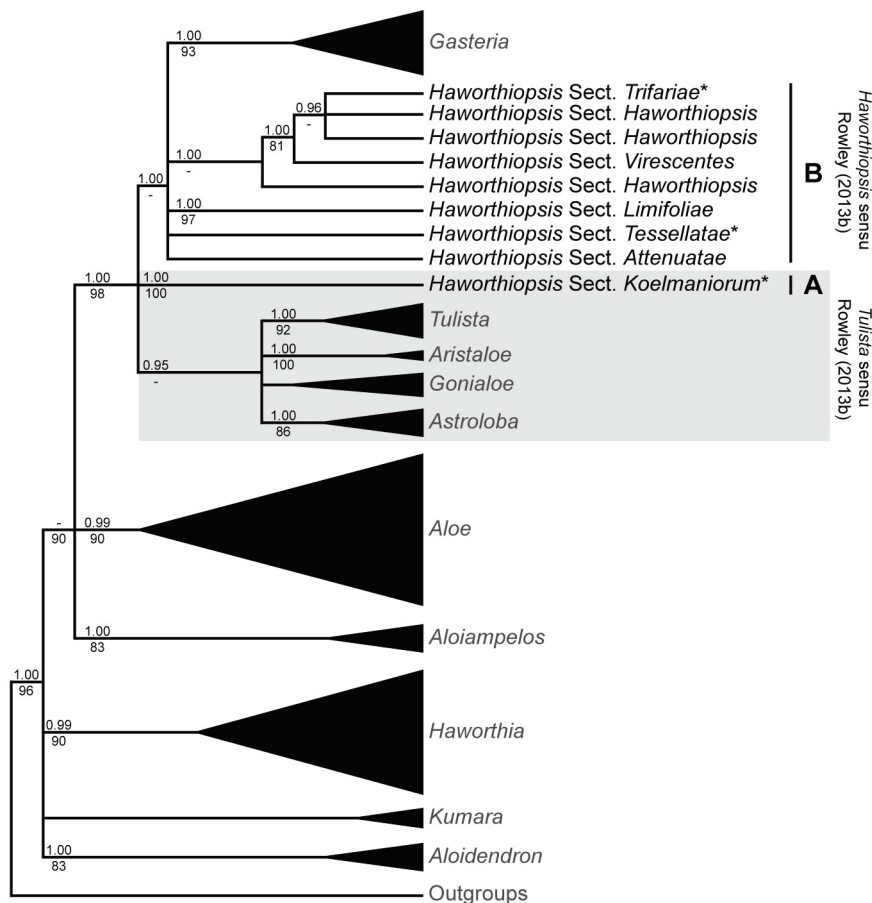 1.00
93
Gasteria
Haworthiopsis Sect. Trifariae*
0.96
-
Haworthiopsis Sect. Haworthiopsis
1.00
81
Haworthiopsis Sect. Haworthiopsis
1.00
-
Haworthiopsis Sect. Virescentes
1.00
-
Haworthiopsis Sect. Haworthiopsis
1.00
97
Haworthiopsis Sect. Limifoliae
Haworthiopsis Sect. Tessellatae*
Haworthiopsis Sect. Attenuatae
B
Haworthiopsis sensu
Rowley (2013b)
1.00
98
1.00
100
Haworthiopsis Sect. Koelmaniorum*
A
1.00
92
Tulista
1.00
100
Aristaloe
0.95
-
Gonialoe
1.00
86
Astroloba
Tulista sensu
Rowley (2013b)
-
90
0.99
90
Aloe
1.00
83
Aloiampelos
1.00
96
0.99
90
Haworthia
Kumara
1.00
83
Aloidendron
Outgroups